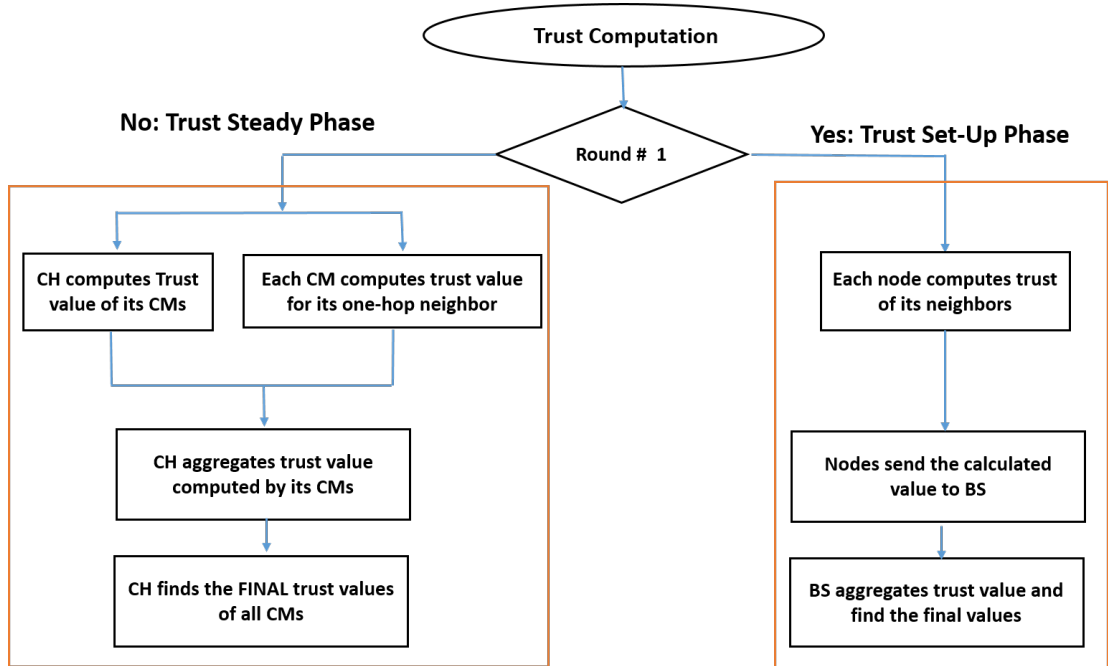 Trust Computation
No: Trust Steady Phase
Round # 1
Yes: Trust Set-Up Phase
CH computes Trust
value of its CMs
Each CM computes trust value
for its one-hop neighbor
Each node computes trust
of its neighbors
CH aggregates trust value
computed by its CMs
Nodes send the calculated
value to BS
CH finds the FINAL trust values
of all CMs
BS aggregates trust value and
find the final values